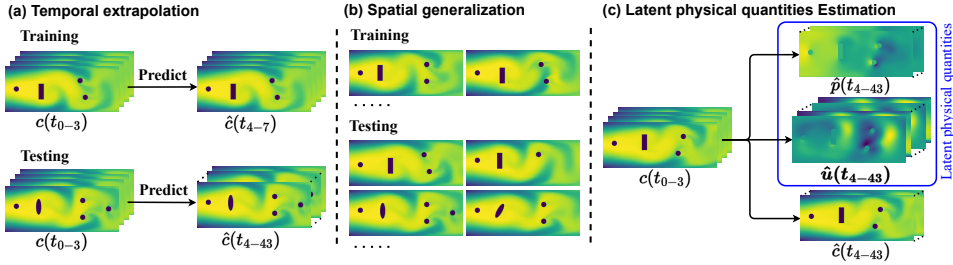 (a) Temporal extrapolation
Training
Predict
c(t₀₋₃)
ĉ(t₄₋₇)
Testing
Predict
c(t₀₋₃)
ĉ(t₄₋₄₃)
(b) Spatial generalization
Training
.....
Testing
.....
(c) Latent physical quantities Estimation
c(t₀₋₃)
p̂(t₄₋₄₃)
û(t₄₋₄₃)
ĉ(t₄₋₄₃)
Latent physical quantities